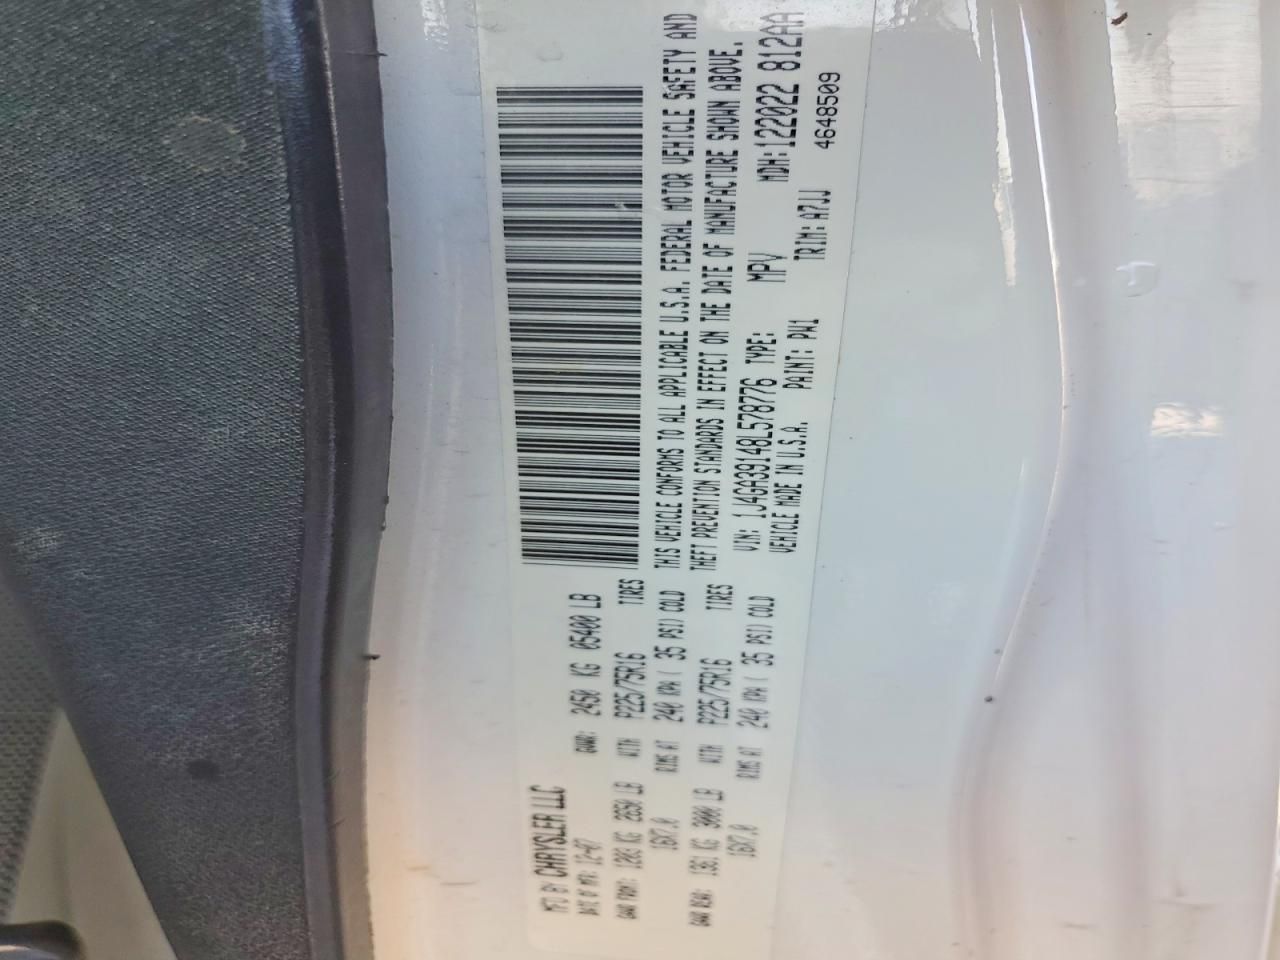 MFD BY CHRYSLER LLC
DATE OF MFR: 12-07 GVWR: 2450 KG 05400 LB
GAWR FRONT: 1293 KG 2850 LB WITH P225/75R16 TIRES
16X7.0 RIMS AT 240 KPA ( 35 PSI) COLD
GAWR REAR: 1361 KG 3000 LB WITH P225/75R16 TIRES
16X7.0 RIMS AT 240 KPA ( 35 PSI) COLD
THIS VEHICLE CONFORMS TO ALL APPLICABLE U.S.A. FEDERAL MOTOR VEHICLE SAFETY AND
THEFT PREVENTION STANDARDS IN EFFECT ON THE DATE OF MANUFACTURE SHOWN ABOVE.
VIN: 1J4GA39148L578776 TYPE: MPV MDH:122022 812AA
VEHICLE MADE IN U.S.A. PAINT: PW1 TRIM: A7JJ 4648509